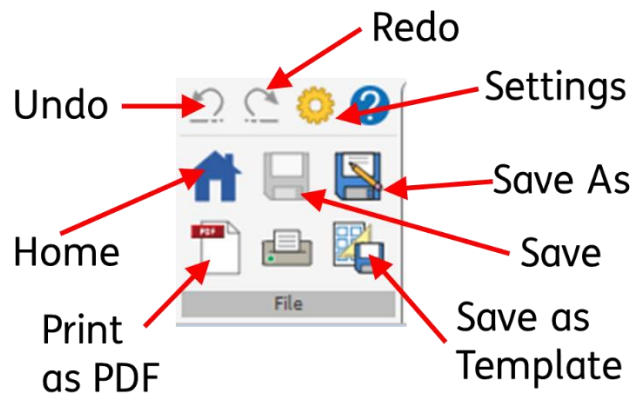 Redo
Undo
Settings
?
Save As
PDF
Home
Save
File
Print
as PDF
Save as
Template